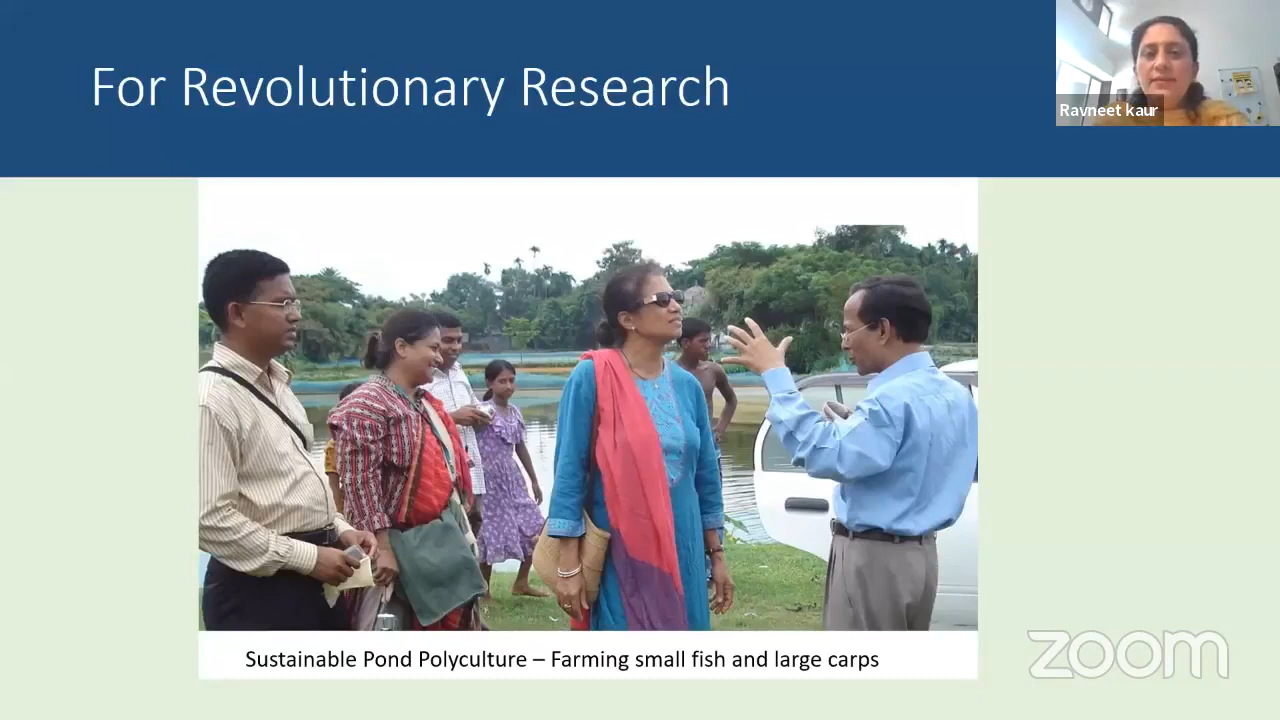 For Revolutionary Research
Ravneet kaur
Sustainable Pond Polyculture – Farming small fish and large carps
zoom